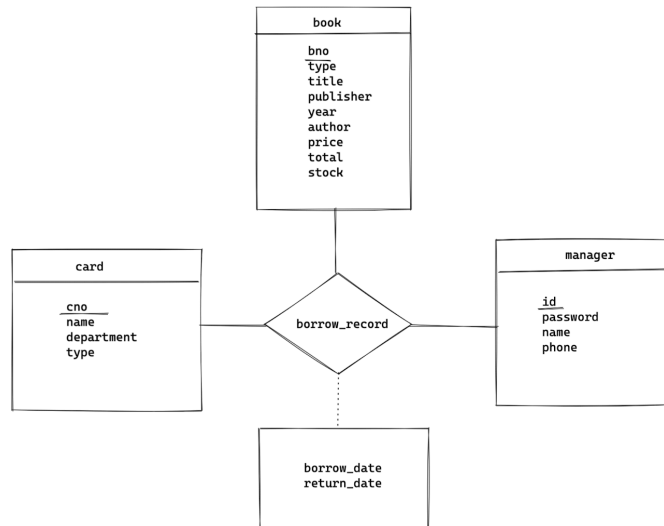 book
bno
type
title
publisher
year
author
price
total
stock
card
cno
name
department
type
borrow_record
manager
id
password
name
phone
borrow_date
return_date